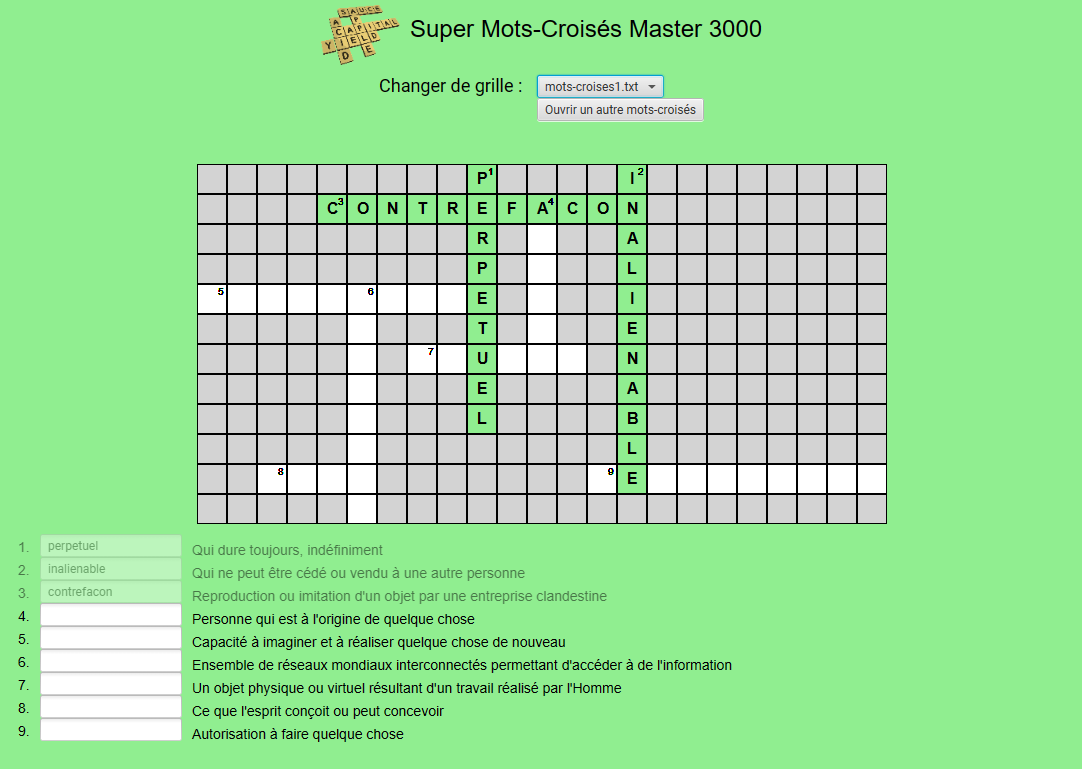 SAUCE
CAPITAL
YIELD
Super Mots-Croisés Master 3000
Changer de grille :
mots-croises1.txt
Ouvrir un autre mots-croisés
P1 I2
C3 O N T R E F A4 C O N
R A
P L
5 6 E I
T E
7 U N
E A
L B
L
8 9 E
1. perpetuel Qui dure toujours, indéfiniment
2. inalienable Qui ne peut être cédé ou vendu à une autre personne
3. contrefacon Reproduction ou imitation d'un objet par une entreprise clandestine
4. Personne qui est à l'origine de quelque chose
5. Capacité à imaginer et à réaliser quelque chose de nouveau
6. Ensemble de réseaux mondiaux interconnectés permettant d'accéder à de l'information
7. Un objet physique ou virtuel résultant d'un travail réalisé par l'Homme
8. Ce que l'esprit conçoit ou peut concevoir
9. Autorisation à faire quelque chose